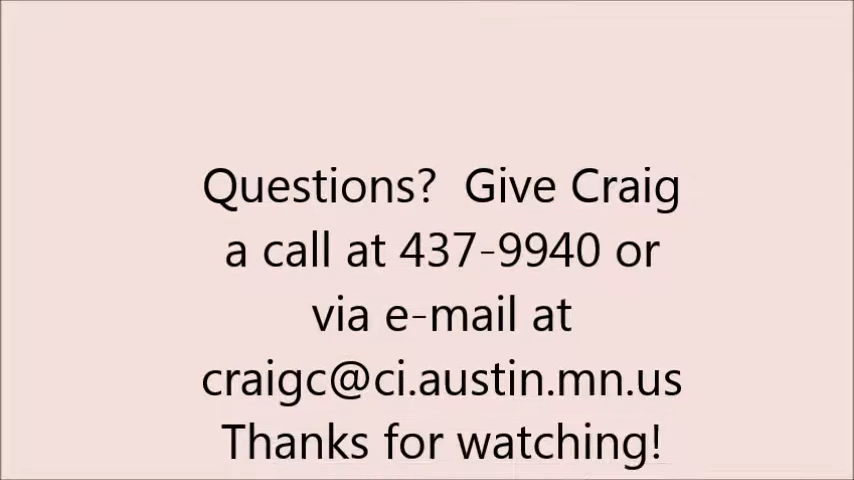 Questions?  Give Craig
a call at 437-9940 or
via e-mail at
craigc@ci.austin.mn.us
Thanks for watching!